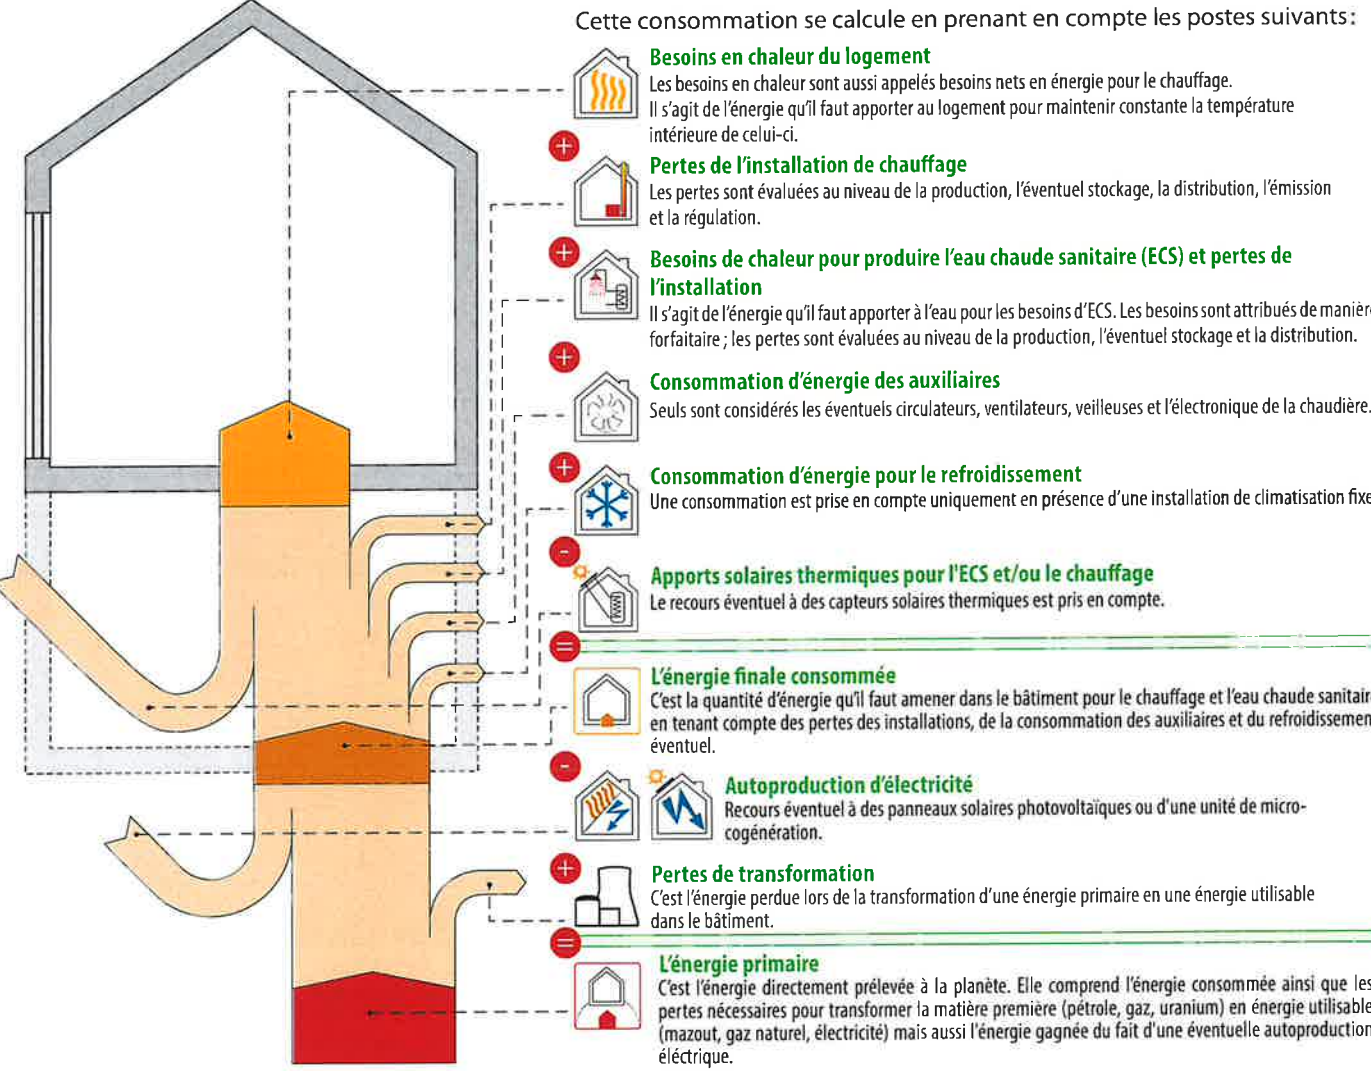 Cette consommation se calcule en prenant en compte les postes suivants :
Besoins en chaleur du logement
Les besoins en chaleur sont aussi appelés besoins nets en énergie pour le chauffage.
Il s'agit de l'énergie qu'il faut apporter au logement pour maintenir constante la température
intérieure de celui-ci.
+
Pertes de l'installation de chauffage
Les pertes sont évaluées au niveau de la production, l'éventuel stockage, la distribution, l'émission
et la régulation.
+
Besoins de chaleur pour produire l'eau chaude sanitaire (ECS) et pertes de
l'installation
Il s'agit de l'énergie qu'il faut apporter à l'eau pour les besoins d'ECS. Les besoins sont attribués de manièr
forfaitaire ; les pertes sont évaluées au niveau de la production, l'éventuel stockage et la distribution.
+
Consommation d'énergie des auxiliaires
Seuls sont considérés les éventuels circulateurs, ventilateurs, veilleuses et l'électronique de la chaudière.
+
Consommation d'énergie pour le refroidissement
Une consommation est prise en compte uniquement en présence d'une installation de climatisation fixe
-
Apports solaires thermiques pour l'ECS et/ou le chauffage
Le recours éventuel à des capteurs solaires thermiques est pris en compte.
=
L'énergie finale consommée
C'est la quantité d'énergie qu'il faut amener dans le bâtiment pour le chauffage et l'eau chaude sanitair
en tenant compte des pertes des installations, de la consommation des auxiliaires et du refroidissemen
éventuel.
-
Autoproduction d'électricité
Recours éventuel à des panneaux solaires photovoltaïques ou d'une unité de micro-
cogénération.
+
Pertes de transformation
C'est l'énergie perdue lors de la transformation d'une énergie primaire en une énergie utilisable
dans le bâtiment.
=
L'énergie primaire
C'est l'énergie directement prélevée à la planète. Elle comprend l'énergie consommée ainsi que les
pertes nécessaires pour transformer la matière première (pétrole, gaz, uranium) en énergie utilisable
(mazout, gaz naturel, électricité) mais aussi l'énergie gagnée du fait d'une éventuelle autoproduction
éléctrique.